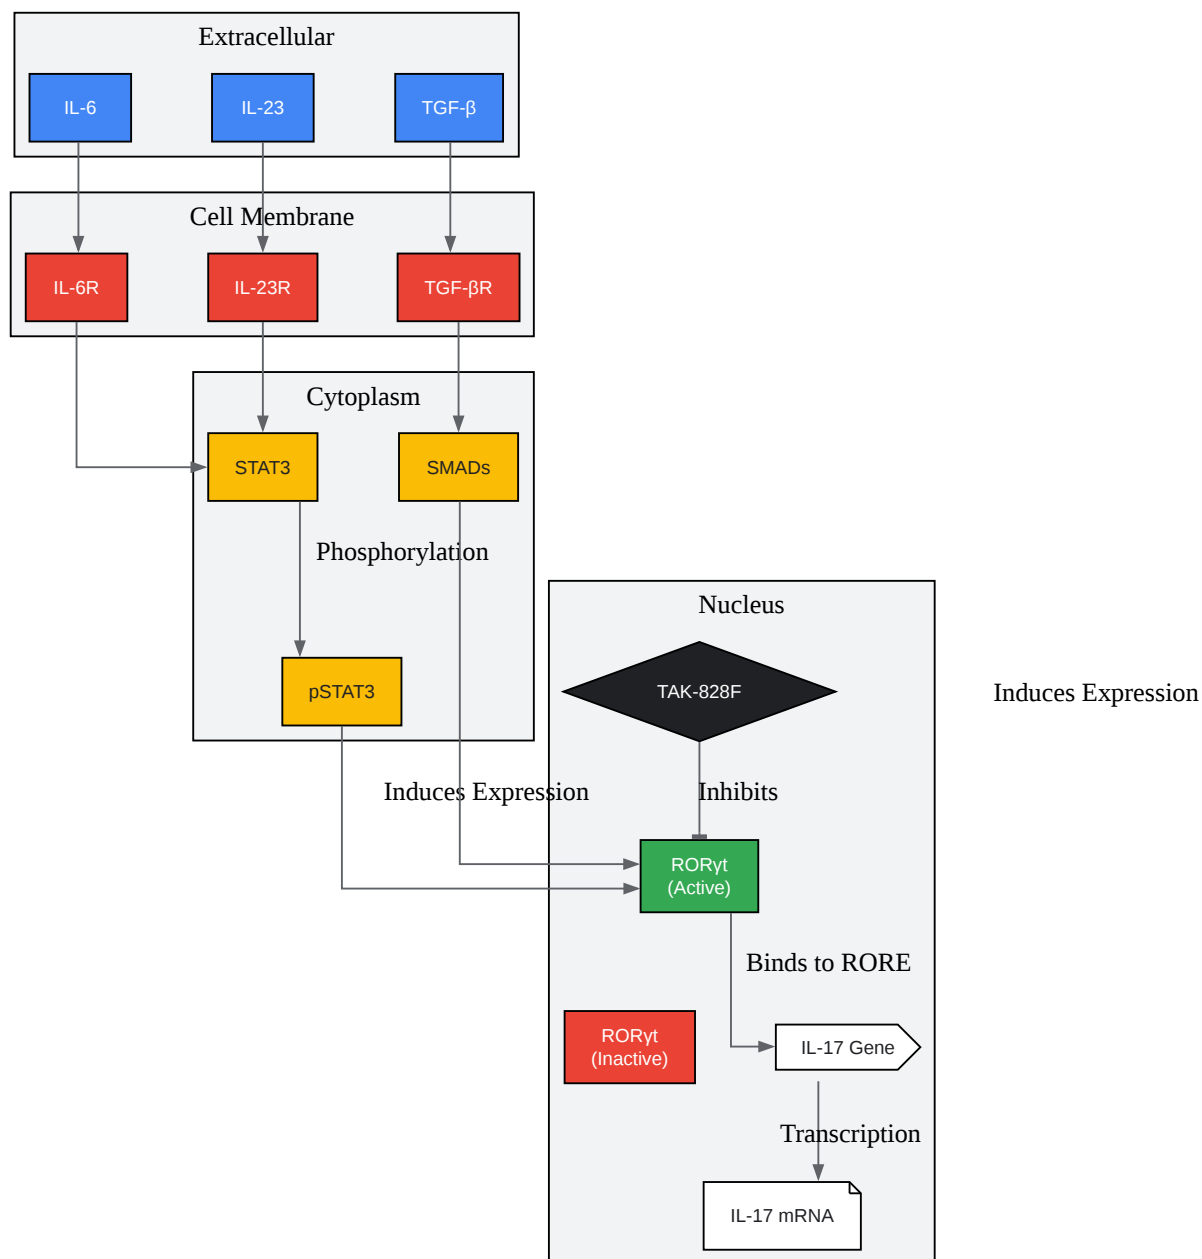 Extracellular
IL-6
IL-23
TGF-β
Cell Membrane
IL-6R
IL-23R
TGF-βR
Cytoplasm
STAT3
SMADs
Phosphorylation
Nucleus
pSTAT3
TAK-828F
Induces Expression
Induces Expression
Inhibits
RORγt
(Active)
Binds to RORE
RORγt
(Inactive)
IL-17 Gene
Transcription
IL-17 mRNA